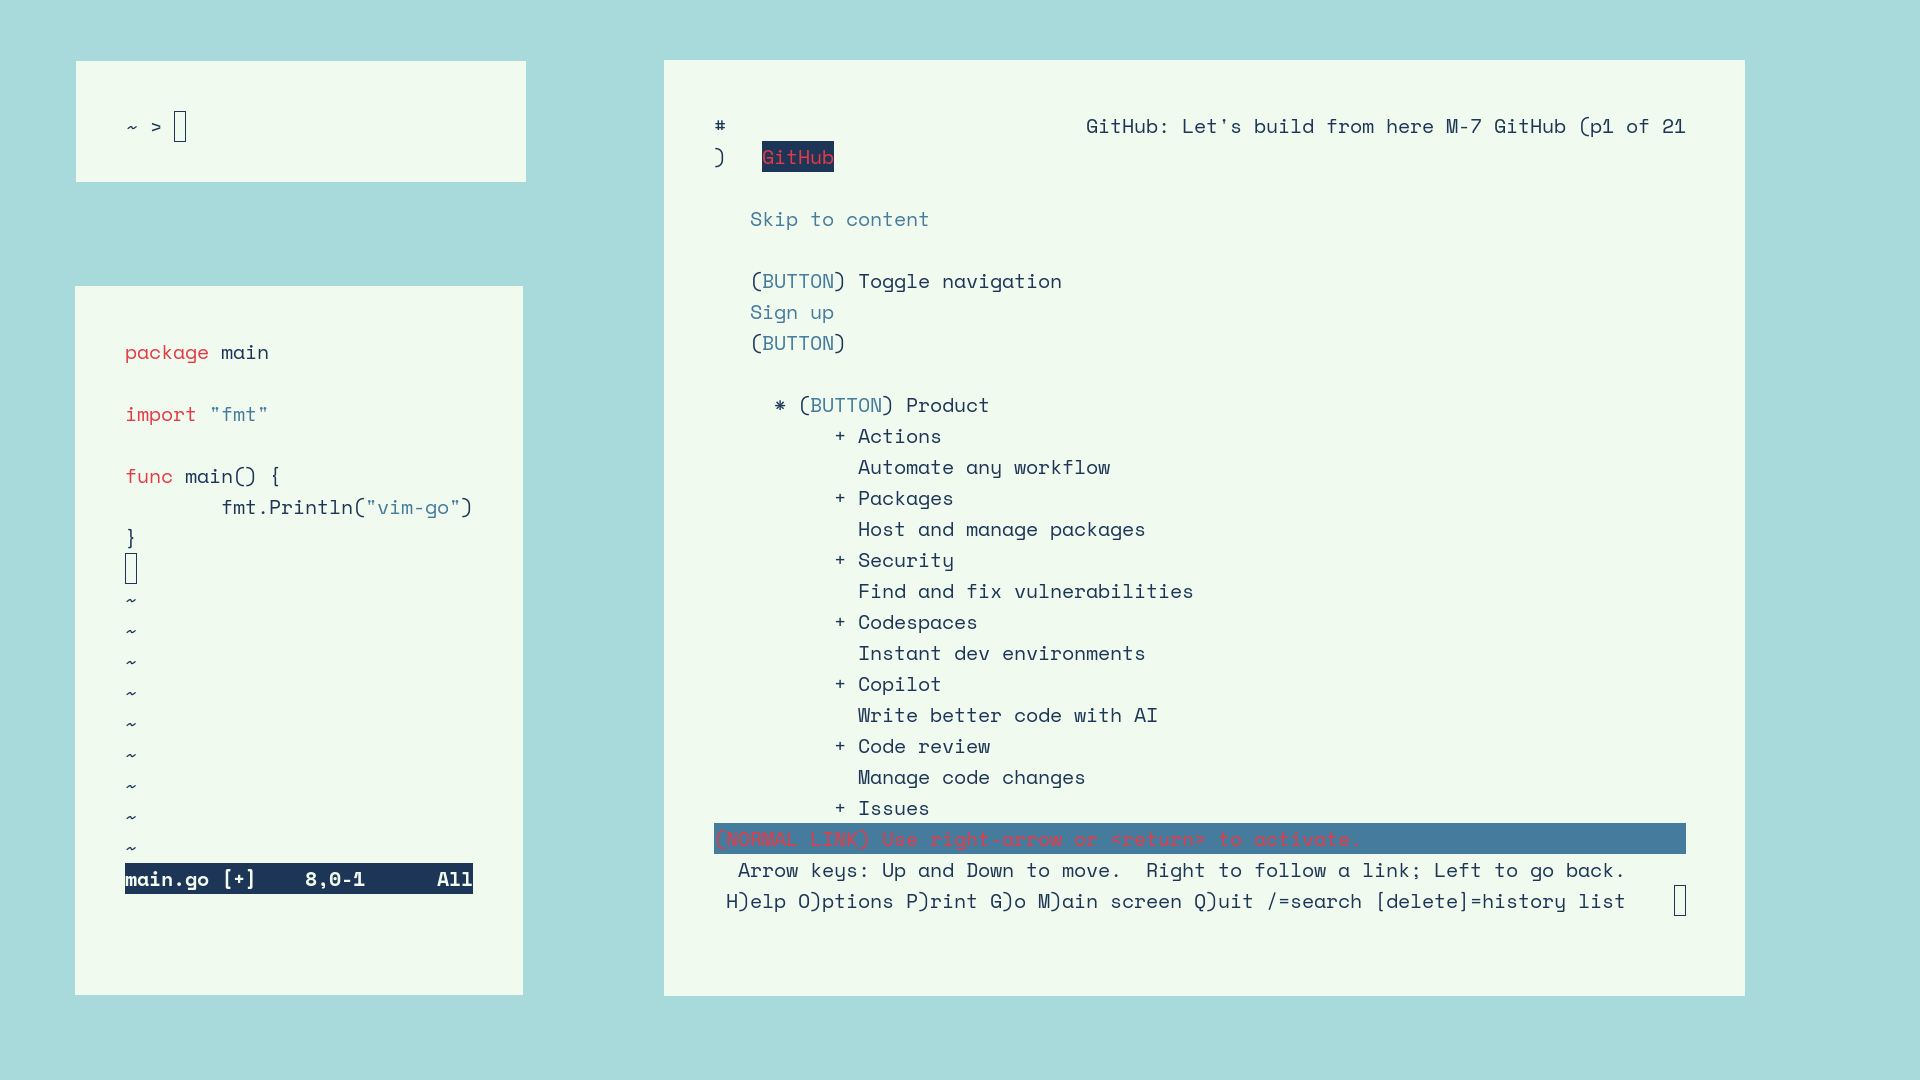 ~ >
package main
import "fmt"
func main() {
        fmt.Println("vim-go")
}
~
~
~
~
~
~
~
~
~
main.go [+]    8,0-1      All
#                              GitHub: Let's build from here M-7 GitHub (p1 of 21
)   GitHub
   Skip to content
   (BUTTON) Toggle navigation
   Sign up
   (BUTTON)
     * (BUTTON) Product
          + Actions
            Automate any workflow
          + Packages
            Host and manage packages
          + Security
            Find and fix vulnerabilities
          + Codespaces
            Instant dev environments
          + Copilot
            Write better code with AI
          + Code review
            Manage code changes
          + Issues
(NORMAL LINK) Use right-arrow or <return> to activate.
  Arrow keys: Up and Down to move.  Right to follow a link; Left to go back.
 H)elp O)ptions P)rint G)o M)ain screen Q)uit /=search [delete]=history list